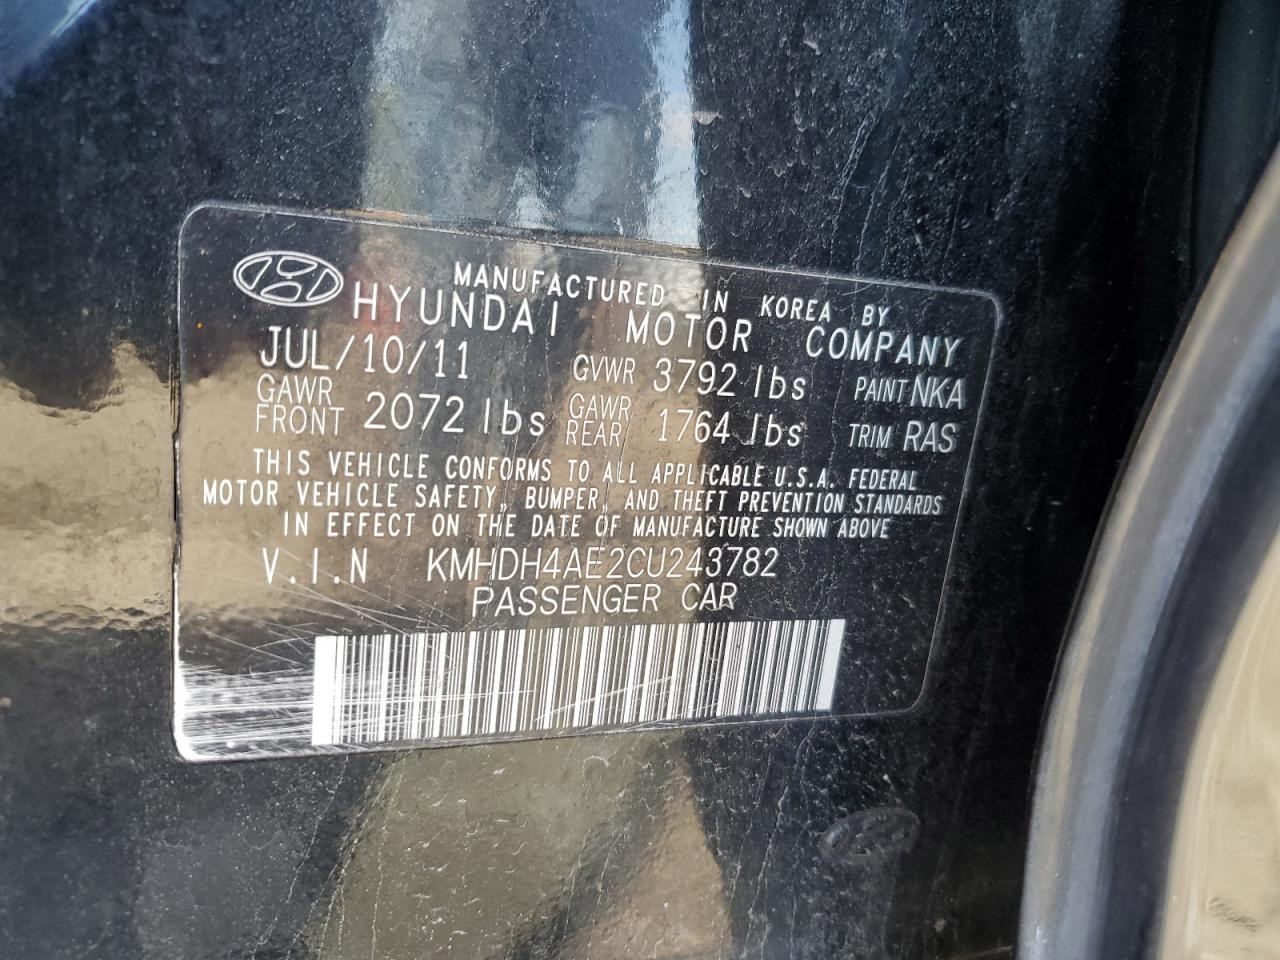 MANUFACTURED IN KOREA BY
HYUNDAI MOTOR COMPANY
JUL/10/11 GVWR 3792 lbs PAINT NKA
GAWR FRONT 2072 lbs GAWR REAR 1764 lbs TRIM RAS
THIS VEHICLE CONFORMS TO ALL APPLICABLE U.S.A. FEDERAL
MOTOR VEHICLE SAFETY, BUMPER, AND THEFT PREVENTION STANDARDS
IN EFFECT ON THE DATE OF MANUFACTURE SHOWN ABOVE
V.I.N KMHDH4AE2CU243782
PASSENGER CAR